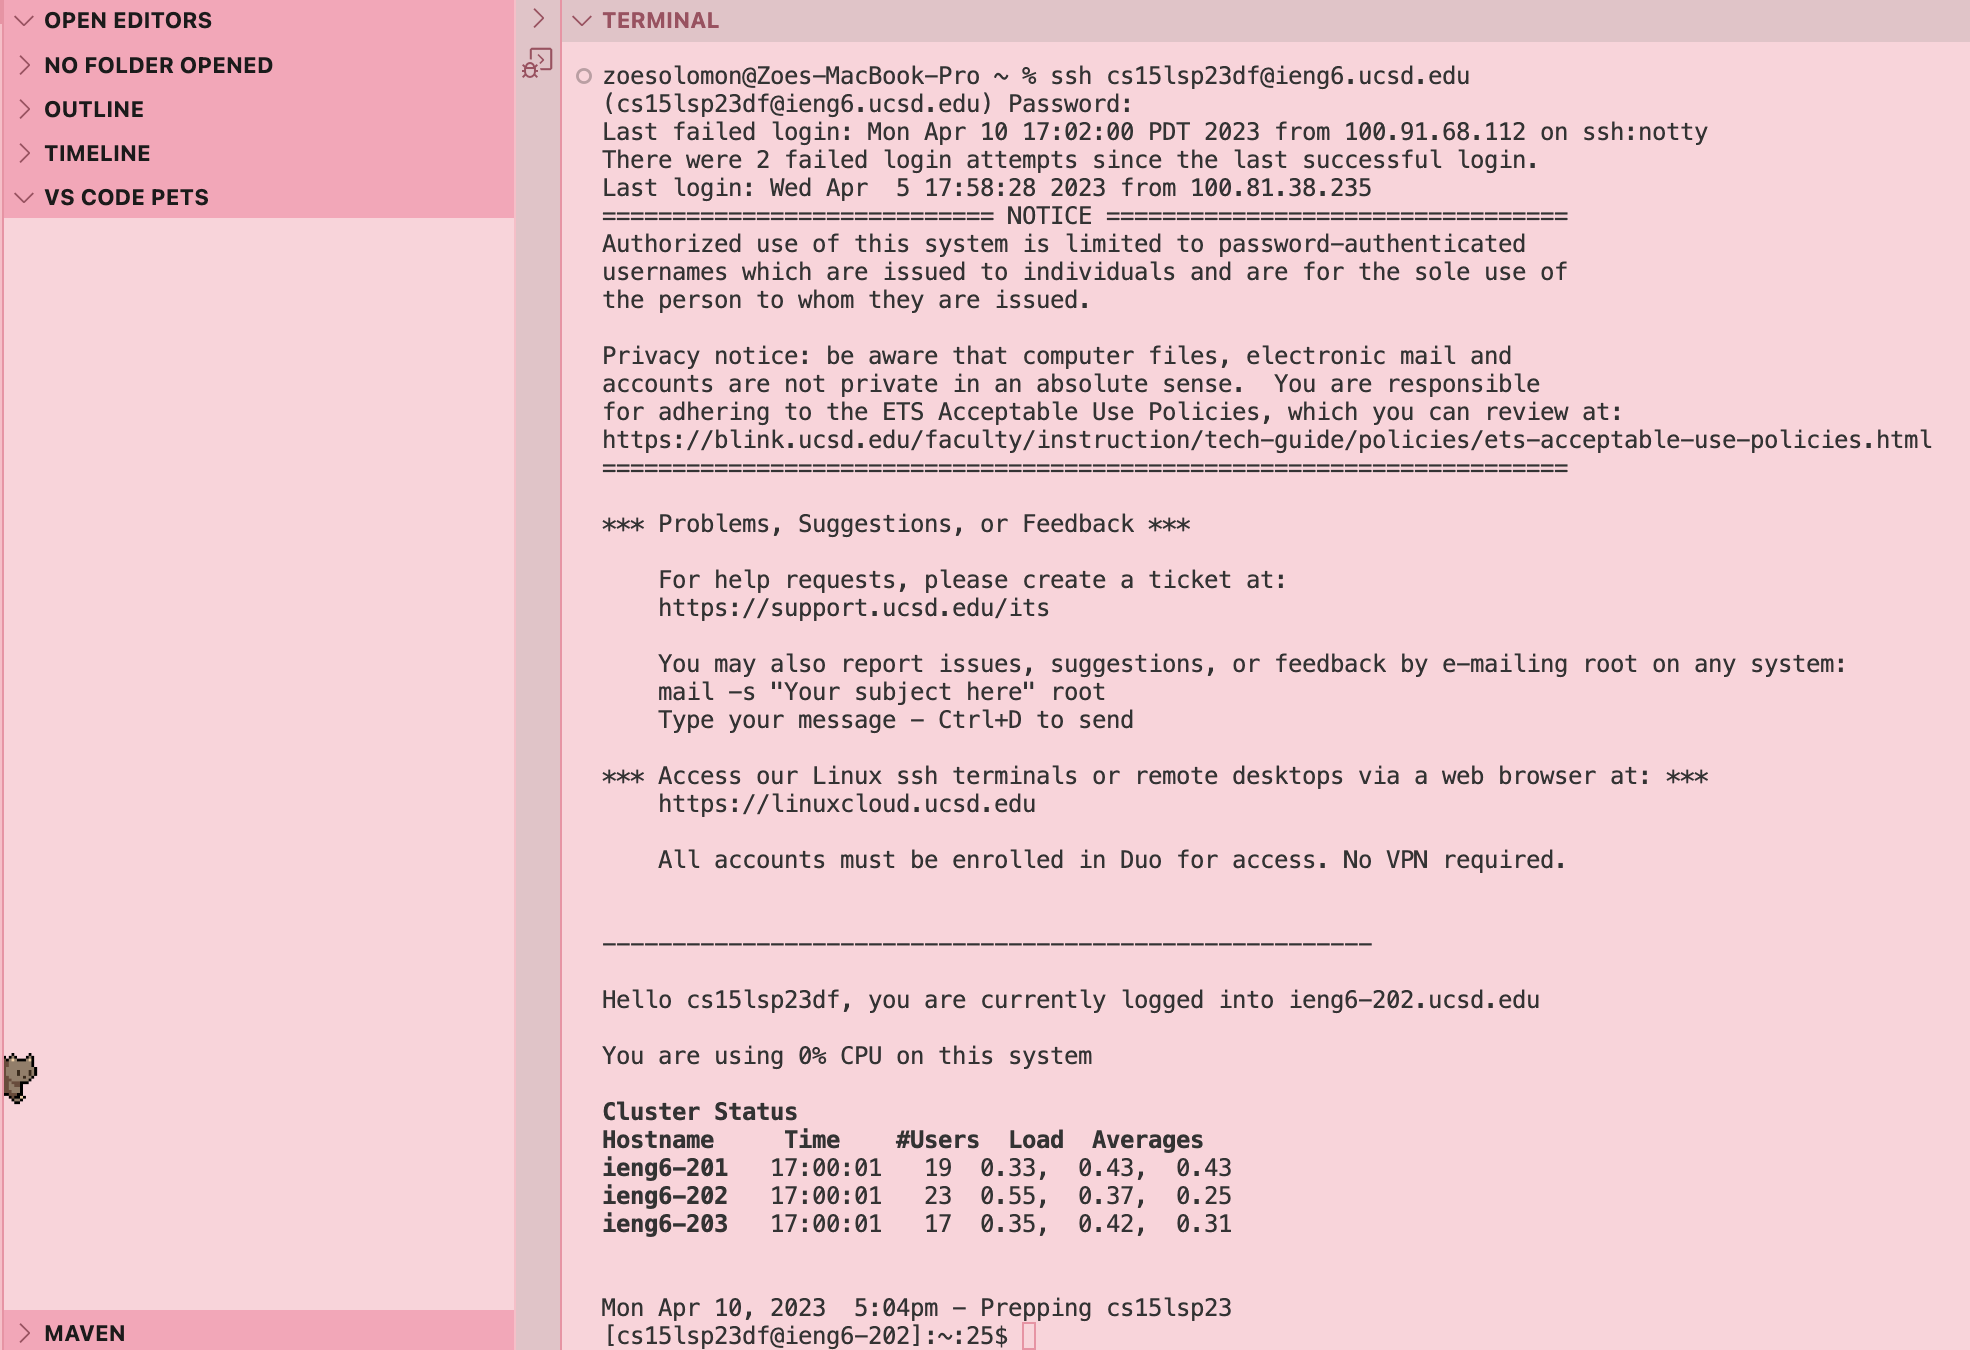 OPEN EDITORS
NO FOLDER OPENED
OUTLINE
TIMELINE
VS CODE PETS
MAVEN
TERMINAL
zoesolomon@Zoes-MacBook-Pro ~ % ssh cs15lsp23df@ieng6.ucsd.edu
(cs15lsp23df@ieng6.ucsd.edu) Password:
Last failed login: Mon Apr 10 17:02:00 PDT 2023 from 100.91.68.112 on ssh:notty
There were 2 failed login attempts since the last successful login.
Last login: Wed Apr  5 17:58:28 2023 from 100.81.38.235
============================ NOTICE =================================
Authorized use of this system is limited to password-authenticated
usernames which are issued to individuals and are for the sole use of
the person to whom they are issued.
Privacy notice: be aware that computer files, electronic mail and
accounts are not private in an absolute sense.  You are responsible
for adhering to the ETS Acceptable Use Policies, which you can review at:
https://blink.ucsd.edu/faculty/instruction/tech-guide/policies/ets-acceptable-use-policies.html
=====================================================================
*** Problems, Suggestions, or Feedback ***
For help requests, please create a ticket at:
https://support.ucsd.edu/its
You may also report issues, suggestions, or feedback by e-mailing root on any system:
mail -s "Your subject here" root
Type your message - Ctrl+D to send
*** Access our Linux ssh terminals or remote desktops via a web browser at: ***
https://linuxcloud.ucsd.edu
All accounts must be enrolled in Duo for access. No VPN required.
-------------------------------------------------------
Hello cs15lsp23df, you are currently logged into ieng6-202.ucsd.edu
You are using 0% CPU on this system
Cluster Status
Hostname     Time    #Users  Load  Averages
ieng6-201   17:00:01   19  0.33,  0.43,  0.43
ieng6-202   17:00:01   23  0.55,  0.37,  0.25
ieng6-203   17:00:01   17  0.35,  0.42,  0.31
Mon Apr 10, 2023  5:04pm - Prepping cs15lsp23
[cs15lsp23df@ieng6-202]:~:25$